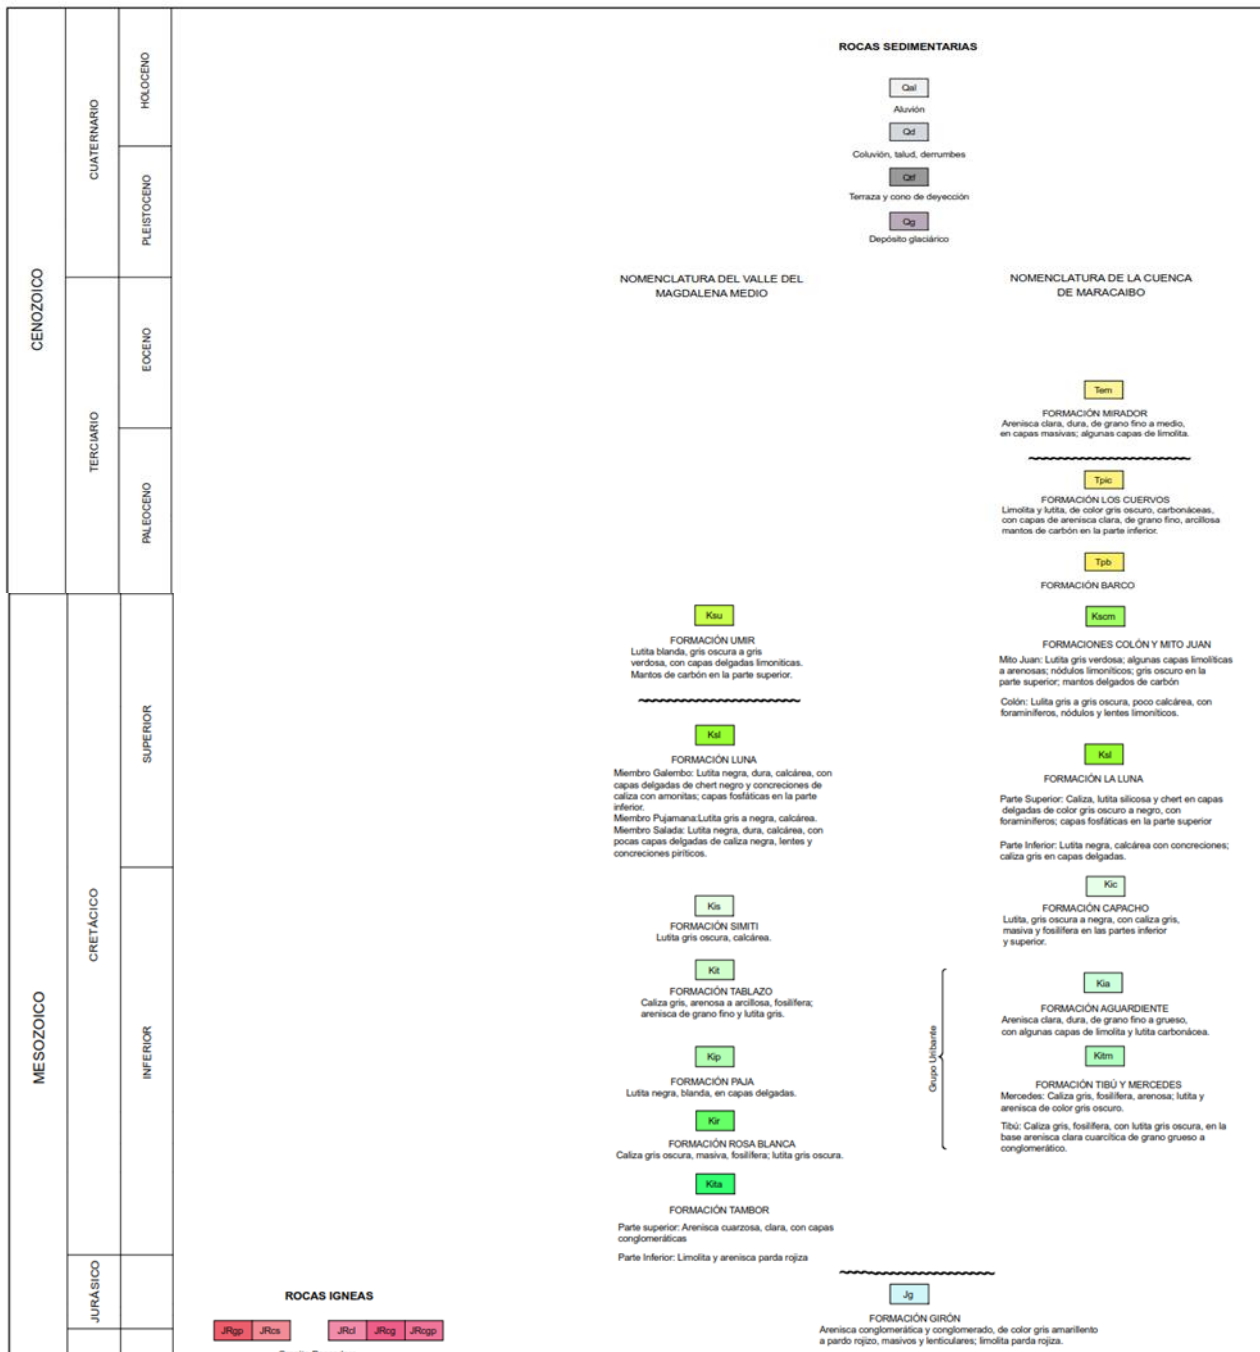 CENOZOICO
CUATERNARIO
HOLOCENO
PLEISTOCENO
TERCIARIO
EOCENO
PALEOCENO
MESOZOICO
CRETÁCICO
SUPERIOR
INFERIOR
JURÁSICO
ROCAS SEDIMENTARIAS
Qal
Aluvión
Qd
Coluvión, talud, derrumbes
Qtf
Terraza y cono de deyección
Qg
Depósito glaciárico
NOMENCLATURA DEL VALLE DEL
MAGDALENA MEDIO
Ksu
FORMACIÓN UMIR
Lutita blanda, gris oscura a gris
verdosa, con capas delgadas limoniticas.
Mantos de carbón en la parte superior.
Ksl
FORMACIÓN LUNA
Miembro Galembo: Lutita negra, dura, calcárea, con
capas delgadas de chert negro y concreciones de
caliza con amonitas; capas fosfáticas en la parte
inferior.
Miembro Pujamana:Lutita gris a negra, calcárea.
Miembro Salada: Lutita negra, dura, calcárea, con
pocas capas delgadas de caliza negra, lentes y
concreciones piríticos.
Kis
FORMACIÓN SIMITI
Lutita gris oscura, calcárea.
Kit
FORMACIÓN TABLAZO
Caliza gris, arenosa a arcillosa, fosilífera;
arenisca de grano fino y lutita gris.
Kip
FORMACIÓN PAJA
Lutita negra, blanda, en capas delgadas.
Kir
FORMACIÓN ROSA BLANCA
Caliza gris oscura, masiva, fosilífera; lutita gris oscura.
Kita
FORMACIÓN TAMBOR
Parte superior: Arenisca cuarzosa, clara, con capas
conglomeráticas
Parte Inferior: Limolita y arenisca parda rojiza
NOMENCLATURA DE LA CUENCA
DE MARACAIBO
Tem
FORMACIÓN MIRADOR
Arenisca clara, dura, de grano fino a medio,
en capas masivas; algunas capas de limolita.
Tpic
FORMACIÓN LOS CUERVOS
Limolita y lutita, de color gris oscuro, carbonáceas,
con capas de arenisca clara, de grano fino, arcillosa
mantos de carbón en la parte inferior.
Tpb
FORMACIÓN BARCO
Kscm
FORMACIONES COLÓN Y MITO JUAN
Mito Juan: Lutita gris verdosa; algunas capas limolíticas
a arenosas; nódulos limoníticos; gris oscuro en la
parte superior; mantos delgados de carbón
Colón: Lulita gris a gris oscura, poco calcárea, con
foraminíferos, nódulos y lentes limoníticos.
Ksl
FORMACIÓN LA LUNA
Parte Superior: Caliza, lutita silicosa y chert en capas
delgadas de color gris oscuro a negro, con
foraminíferos; capas fosfáticas en la parte superior
Parte Inferior: Lutita negra, calcárea con concreciones;
caliza gris en capas delgadas.
Kic
FORMACIÓN CAPACHO
Lutita, gris oscura a negra, con caliza gris,
masiva y fosilífera en las partes inferior
y superior.
Grupo Uribante
Kia
FORMACIÓN AGUARDIENTE
Arenisca clara, dura, de grano fino a grueso,
con algunas capas de limolita y lutita carbonácea.
Kitm
FORMACIÓN TIBÚ Y MERCEDES
Mercedes: Caliza gris, fosilífera, arenosa; lutita y
arenisca de color gris oscuro.
Tibú: Caliza gris, fosilífera, con lutita gris oscura, en la
base arenisca clara cuarcítica de grano grueso a
conglomerático.
Jg
FORMACIÓN GIRÓN
Arenisca conglomerática y conglomerado, de color gris amarillento
a pardo rojizo, masivos y lenticulares; limolita parda rojiza.
ROCAS IGNEAS
JRgp JRcs JRcl JRcg JRcgp